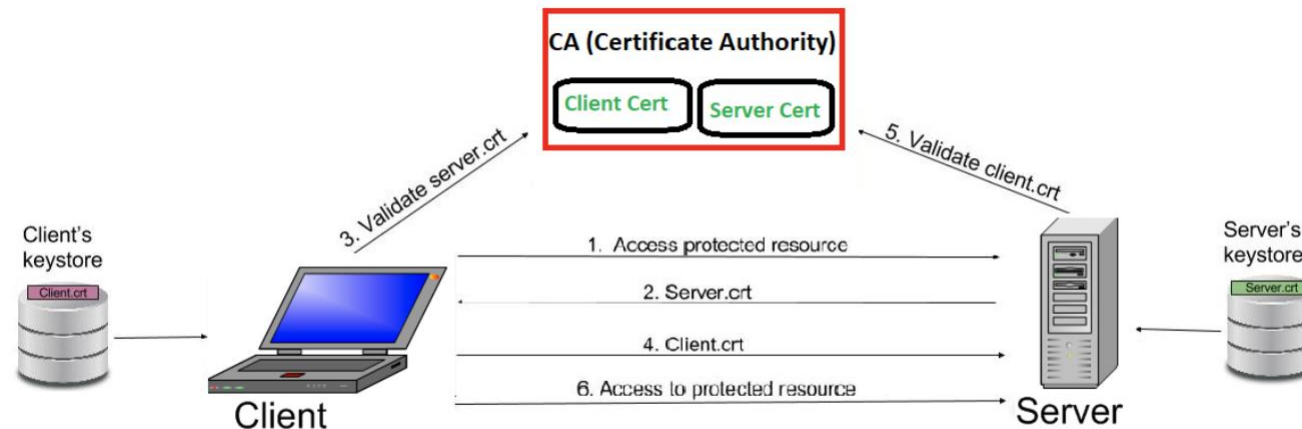 CA (Certificate Authority)
Client Cert
Server Cert
3. Validate server.crt
5. Validate client.crt
Client's
keystore
Client.crt
1. Access protected resource
2. Server.crt
4. Client.crt
6. Access to protected resource
Client
Server
Server's
keystore
Server.crt